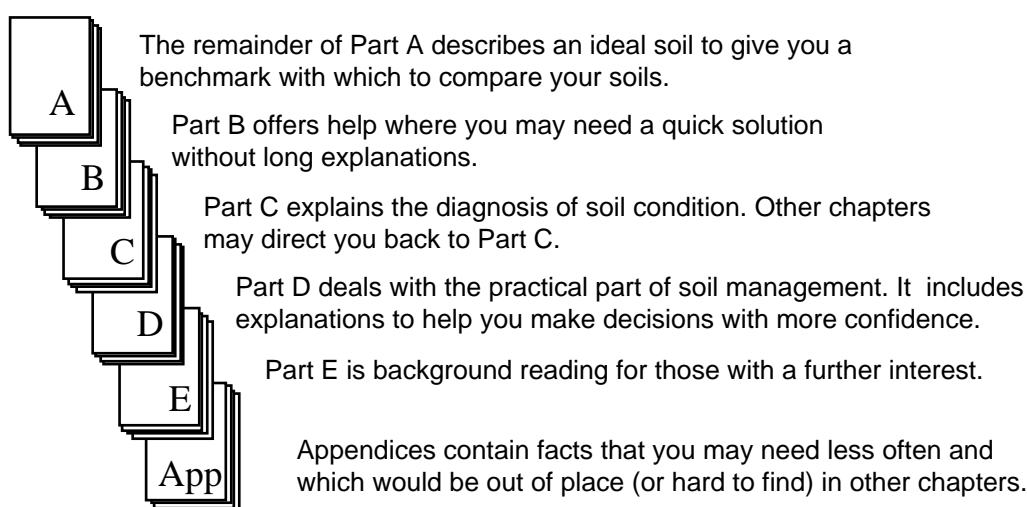 The remainder of Part A describes an ideal soil to give you a
benchmark with which to compare your soils.
A
Part B offers help where you may need a quick solution
without long explanations.
B
Part C explains the diagnosis of soil condition. Other chapters
may direct you back to Part C.
C
Part D deals with the practical part of soil management. It  includes
explanations to help you make decisions with more confidence.
D
Part E is background reading for those with a further interest.
E
Appendices contain facts that you may need less often and
which would be out of place (or hard to find) in other chapters.
App